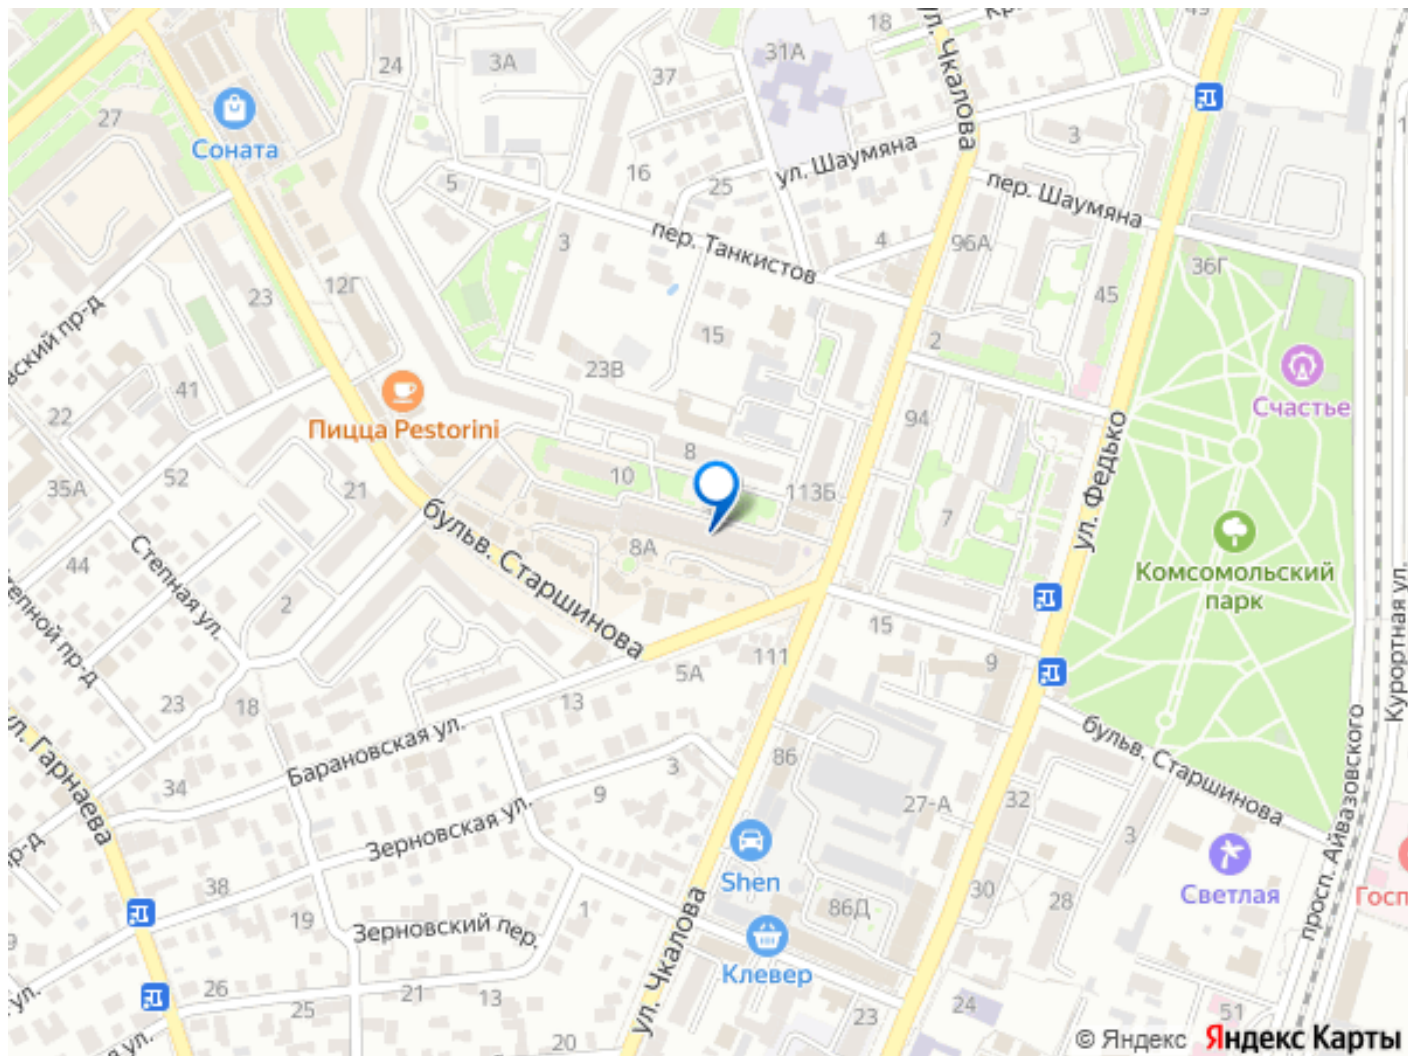 18
ул. Чкалова
24
3А
31А
37
27
Соната
3
ул. Шаумяна
16
25
5
пер. Шаумяна
пер. Танкистов
3
4
96А
36Г
12Г
23
45
15
2
23В
41
Счастье
22
Пицца Pestorini
94
ул. Федько
8
10
52
35А
21
113Б
7
бульв. Старшинова
8А
44
Степная ул.
Комсомольский
парк
2
15
111
9
5А
13
23
18
Курортная ул.
ул. Гарнаева
Барановская ул.
бульв. Старшинова
34
3
86
9
27-А
32
3
Зерновская ул.
просп. Айвазовского
Shen
Светлая
38
30
28
86Д
19
1
Зерновский пер.
Клевер
ул. Чкалова
26
25
21
13
24
51
23
20
© Яндекс Яндекс Карты